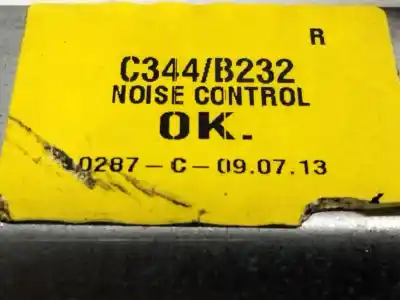 R
C344/B232
NOISE CONTROL
OK.
0287-C-09.07.13